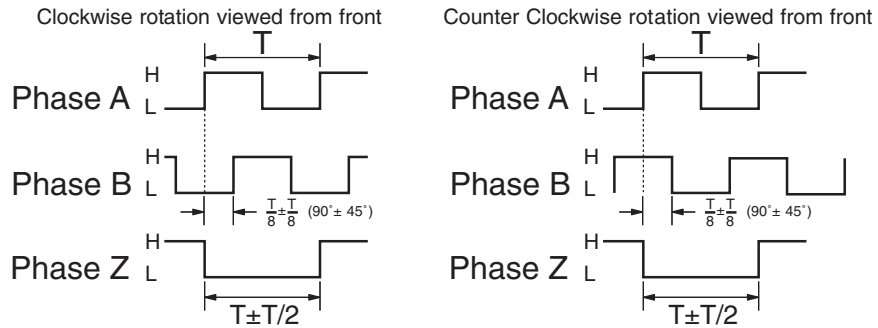 Clockwise rotation viewed from front
T
H
Phase A L
H
Phase B L
T/8±T/8 (90°± 45°)
H
Phase Z L
T±T/2
Counter Clockwise rotation viewed from front
T
H
Phase A L
H
Phase B L
T/8±T/8 (90°± 45°)
H
Phase Z L
T±T/2